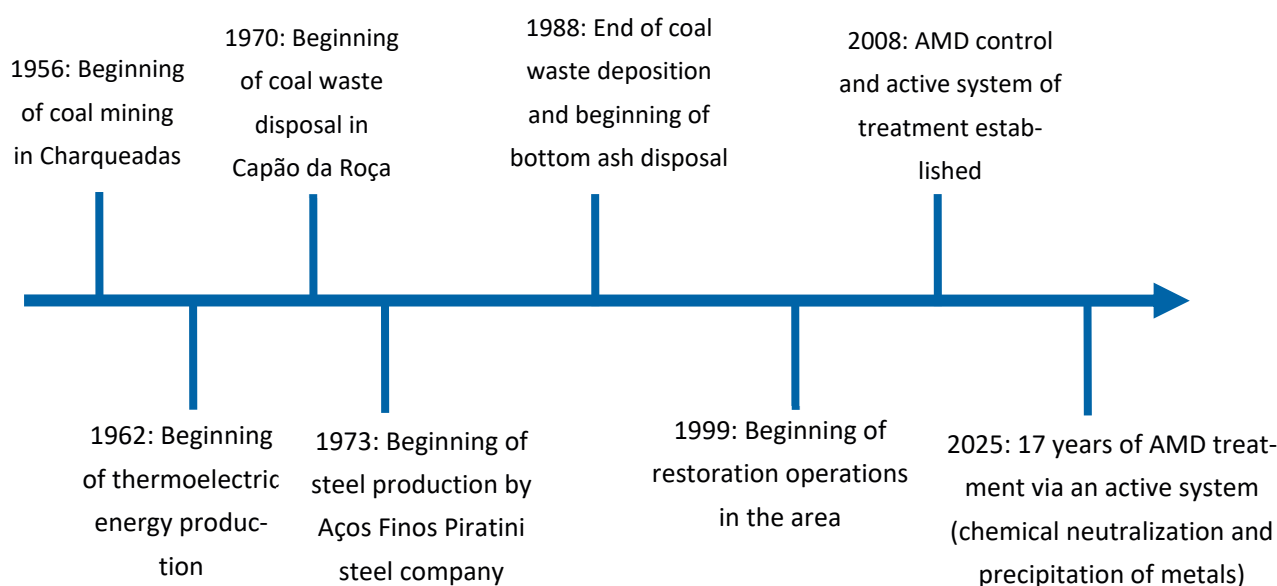 1956: Beginning
of coal mining
in Charqueadas
1970: Beginning
of coal waste
disposal in
Capão da Roça
1988: End of coal
waste deposition
and beginning of
bottom ash disposal
2008: AMD control
and active system of
treatment estab-
lished
1962: Beginning
of thermoelectric
energy produc-
tion
1973: Beginning of
steel production by
Aços Finos Piratini
steel company
1999: Beginning of
restoration operations
in the area
2025: 17 years of AMD treat-
ment via an active system
(chemical neutralization and
precipitation of metals)